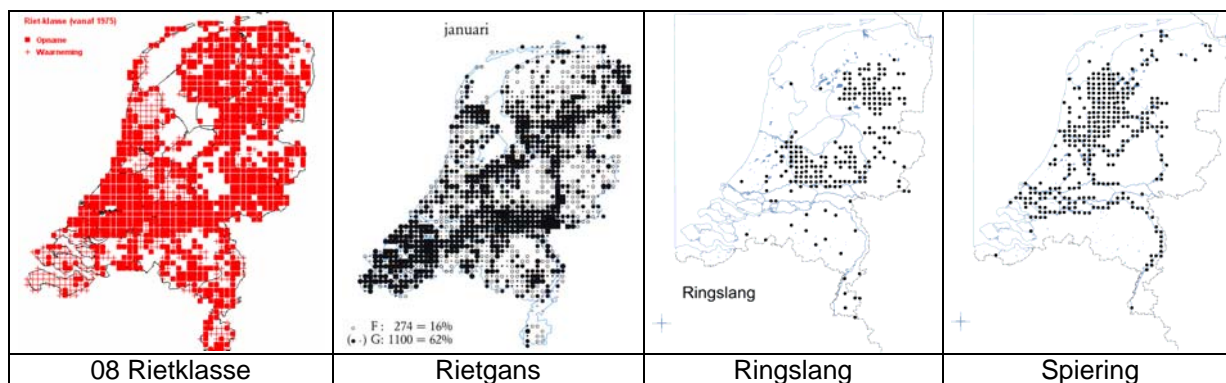 Riet-klasse (vanaf 1975)
Opname
Waarneming
januari
F: 274 = 16%
G: 1100 = 62%
Ringslang
08 Rietklasse
Rietgans
Ringslang
Spiering